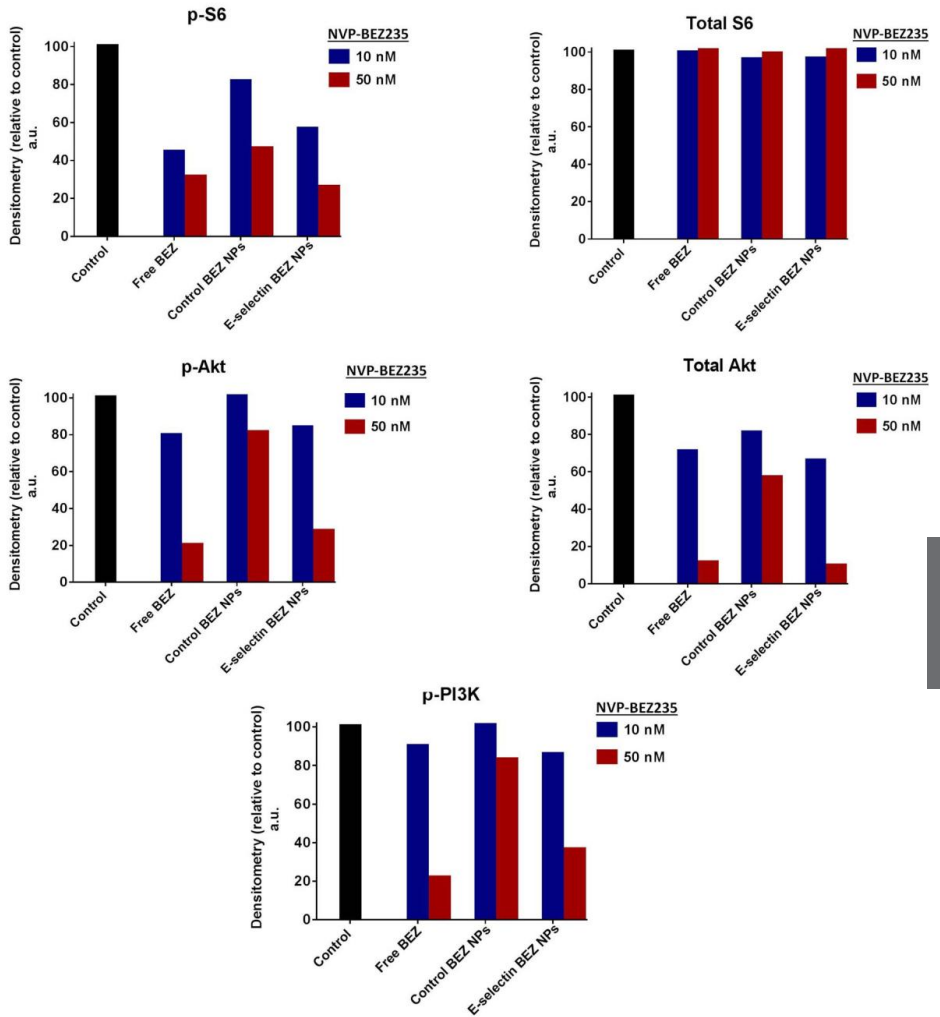 p-S6
Densitometry (relative to control)
a.u.
100
80
60
40
20
0
Control
Free BEZ
Control BEZ NPs
E-selectin BEZ NPs
NVP-BEZ235
10 nM
50 nM
Total S6
Densitometry (relative to control)
a.u.
100
80
60
40
20
0
Control
Free BEZ
Control BEZ NPs
E-selectin BEZ NPs
NVP-BEZ235
10 nM
50 nM
p-Akt
Densitometry (relative to control)
a.u.
100
80
60
40
20
0
Control
Free BEZ
Control BEZ NPs
E-selectin BEZ NPs
NVP-BEZ235
10 nM
50 nM
Total Akt
Densitometry (relative to control)
a.u.
100
80
60
40
20
0
Control
Free BEZ
Control BEZ NPs
E-selectin BEZ NPs
NVP-BEZ235
10 nM
50 nM
p-PI3K
Densitometry (relative to control)
a.u.
100
80
60
40
20
0
Control
Free BEZ
Control BEZ NPs
E-selectin BEZ NPs
NVP-BEZ235
10 nM
50 nM